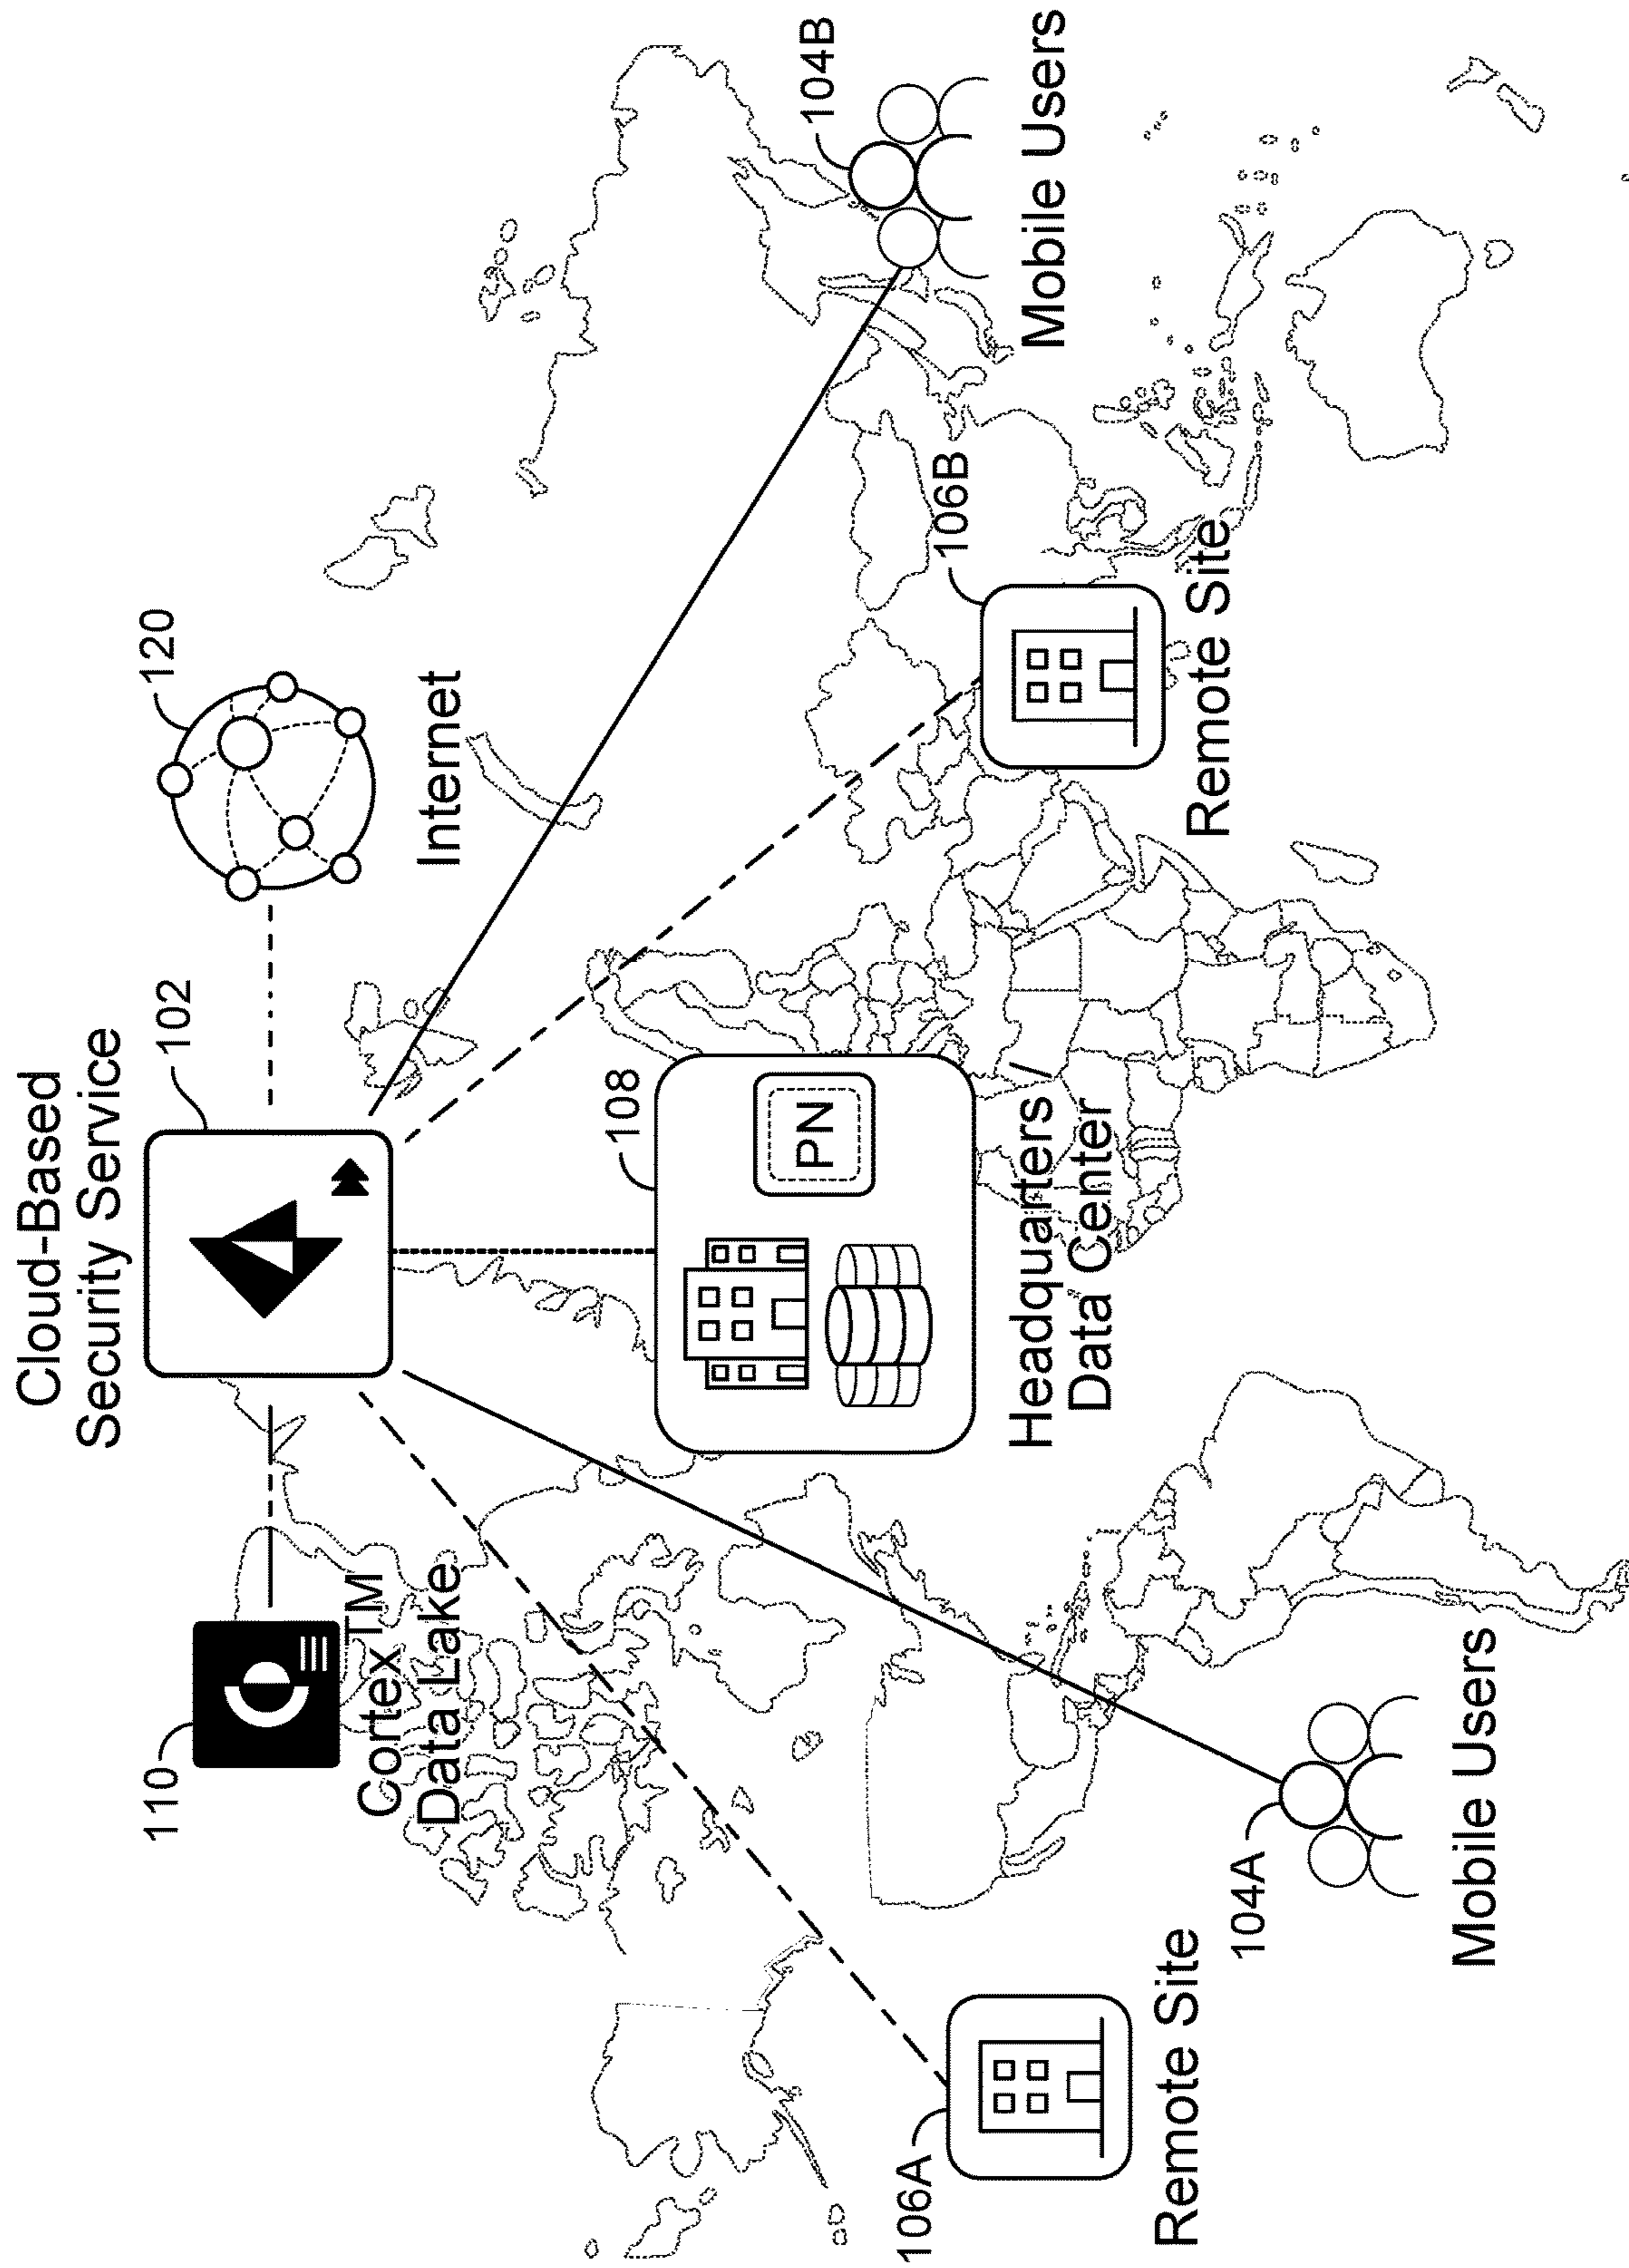 Cloud-Based
Security Service
102
110
Cortex™
Data Lake
120
Internet
108
PN
Headquarters
Data Center
104B
Mobile Users
106B
Remote Site
106A
Remote Site
104A
Mobile Users